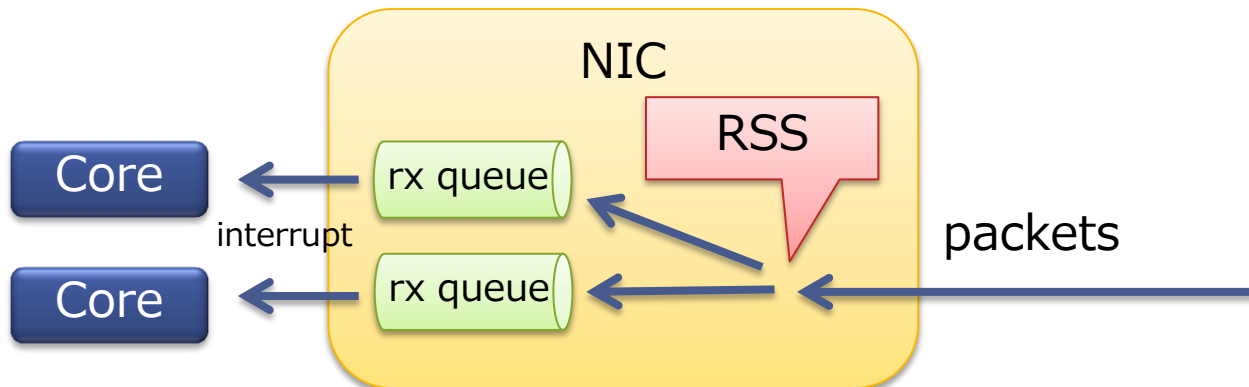 NIC
RSS
Core
rx queue
interrupt
packets
Core
rx queue